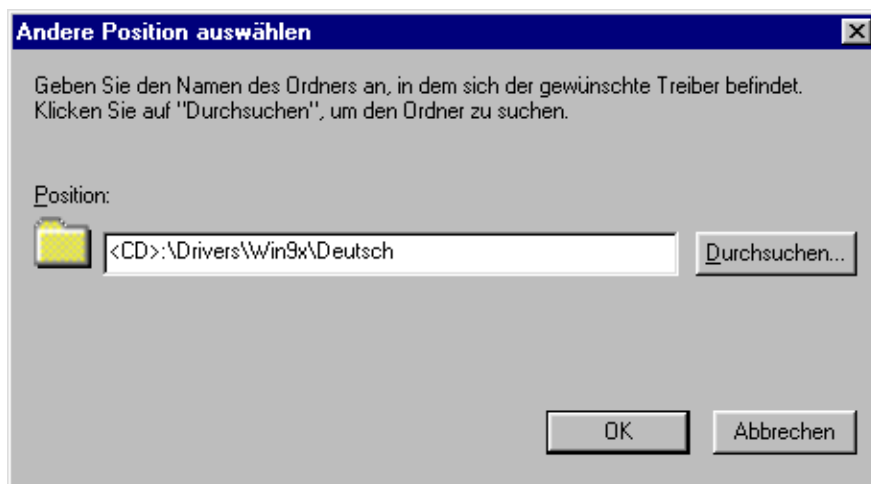 Andere Position auswählen
Geben Sie den Namen des Ordners an, in dem sich der gewünschte Treiber befindet.
Klicken Sie auf "Durchsuchen", um den Ordner zu suchen.
Position:
<CD>:\Drivers\Win9x\Deutsch
Durchsuchen...
OK
Abbrechen